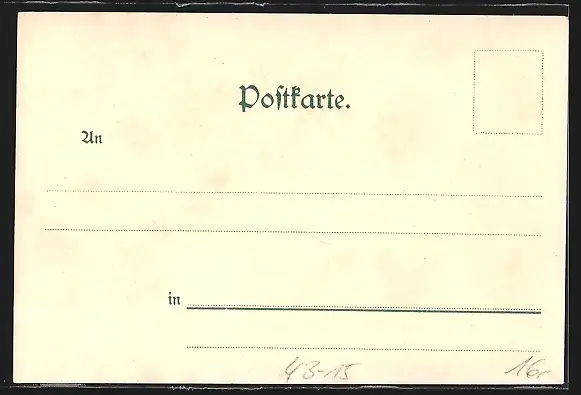 Postkarte.
An
in
43-15
16,-